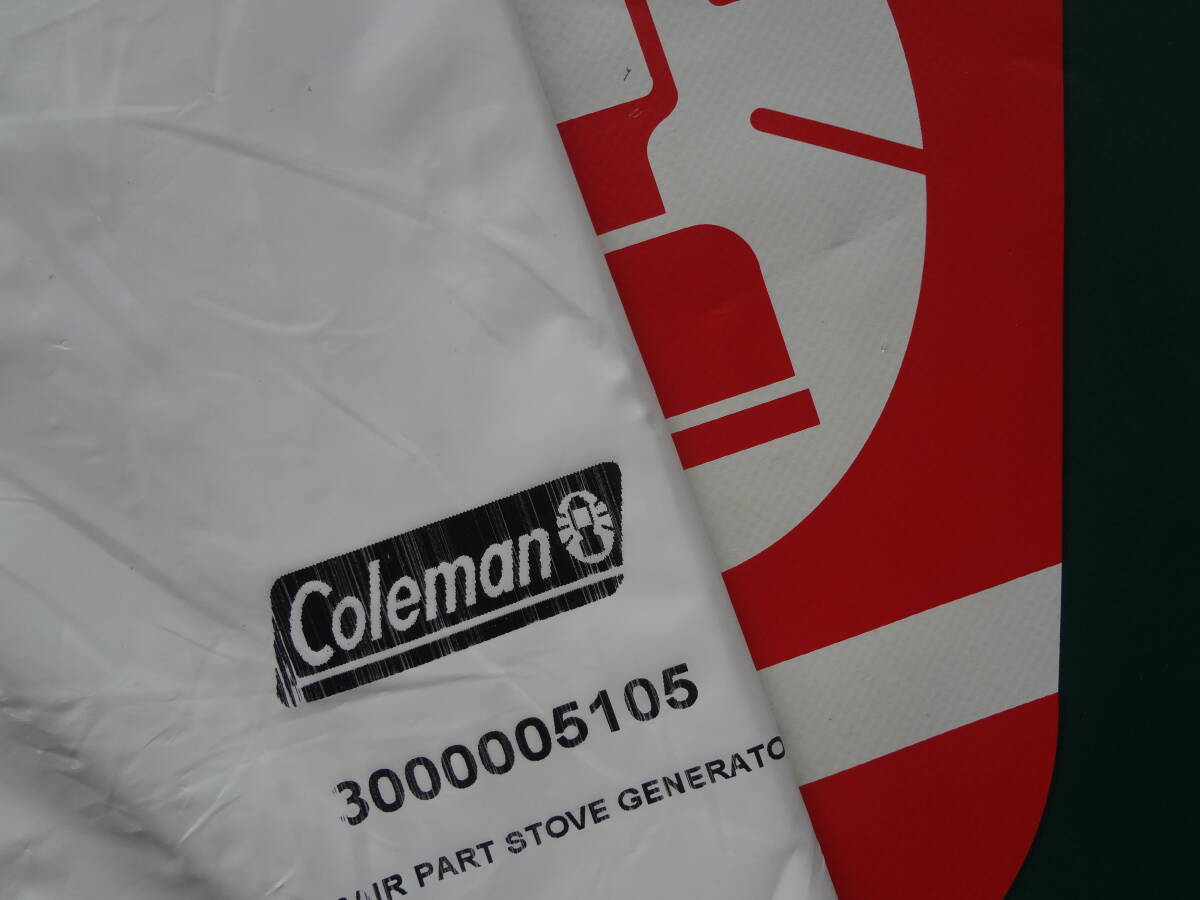 Coleman
3000005105
PART STOVE GENERATO